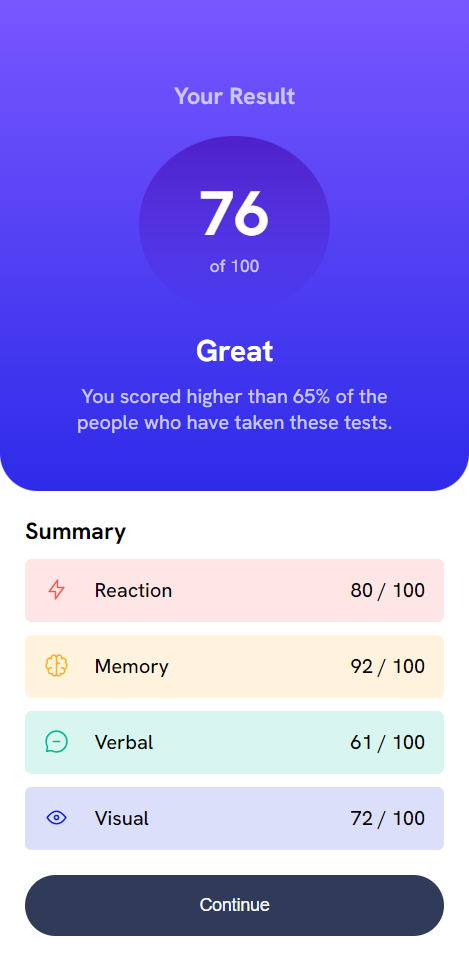 Your Result
76
of 100
Great
You scored higher than 65% of the
people who have taken these tests.
Summary
Reaction 80 / 100
Memory 92 / 100
Verbal 61 / 100
Visual 72 / 100
Continue